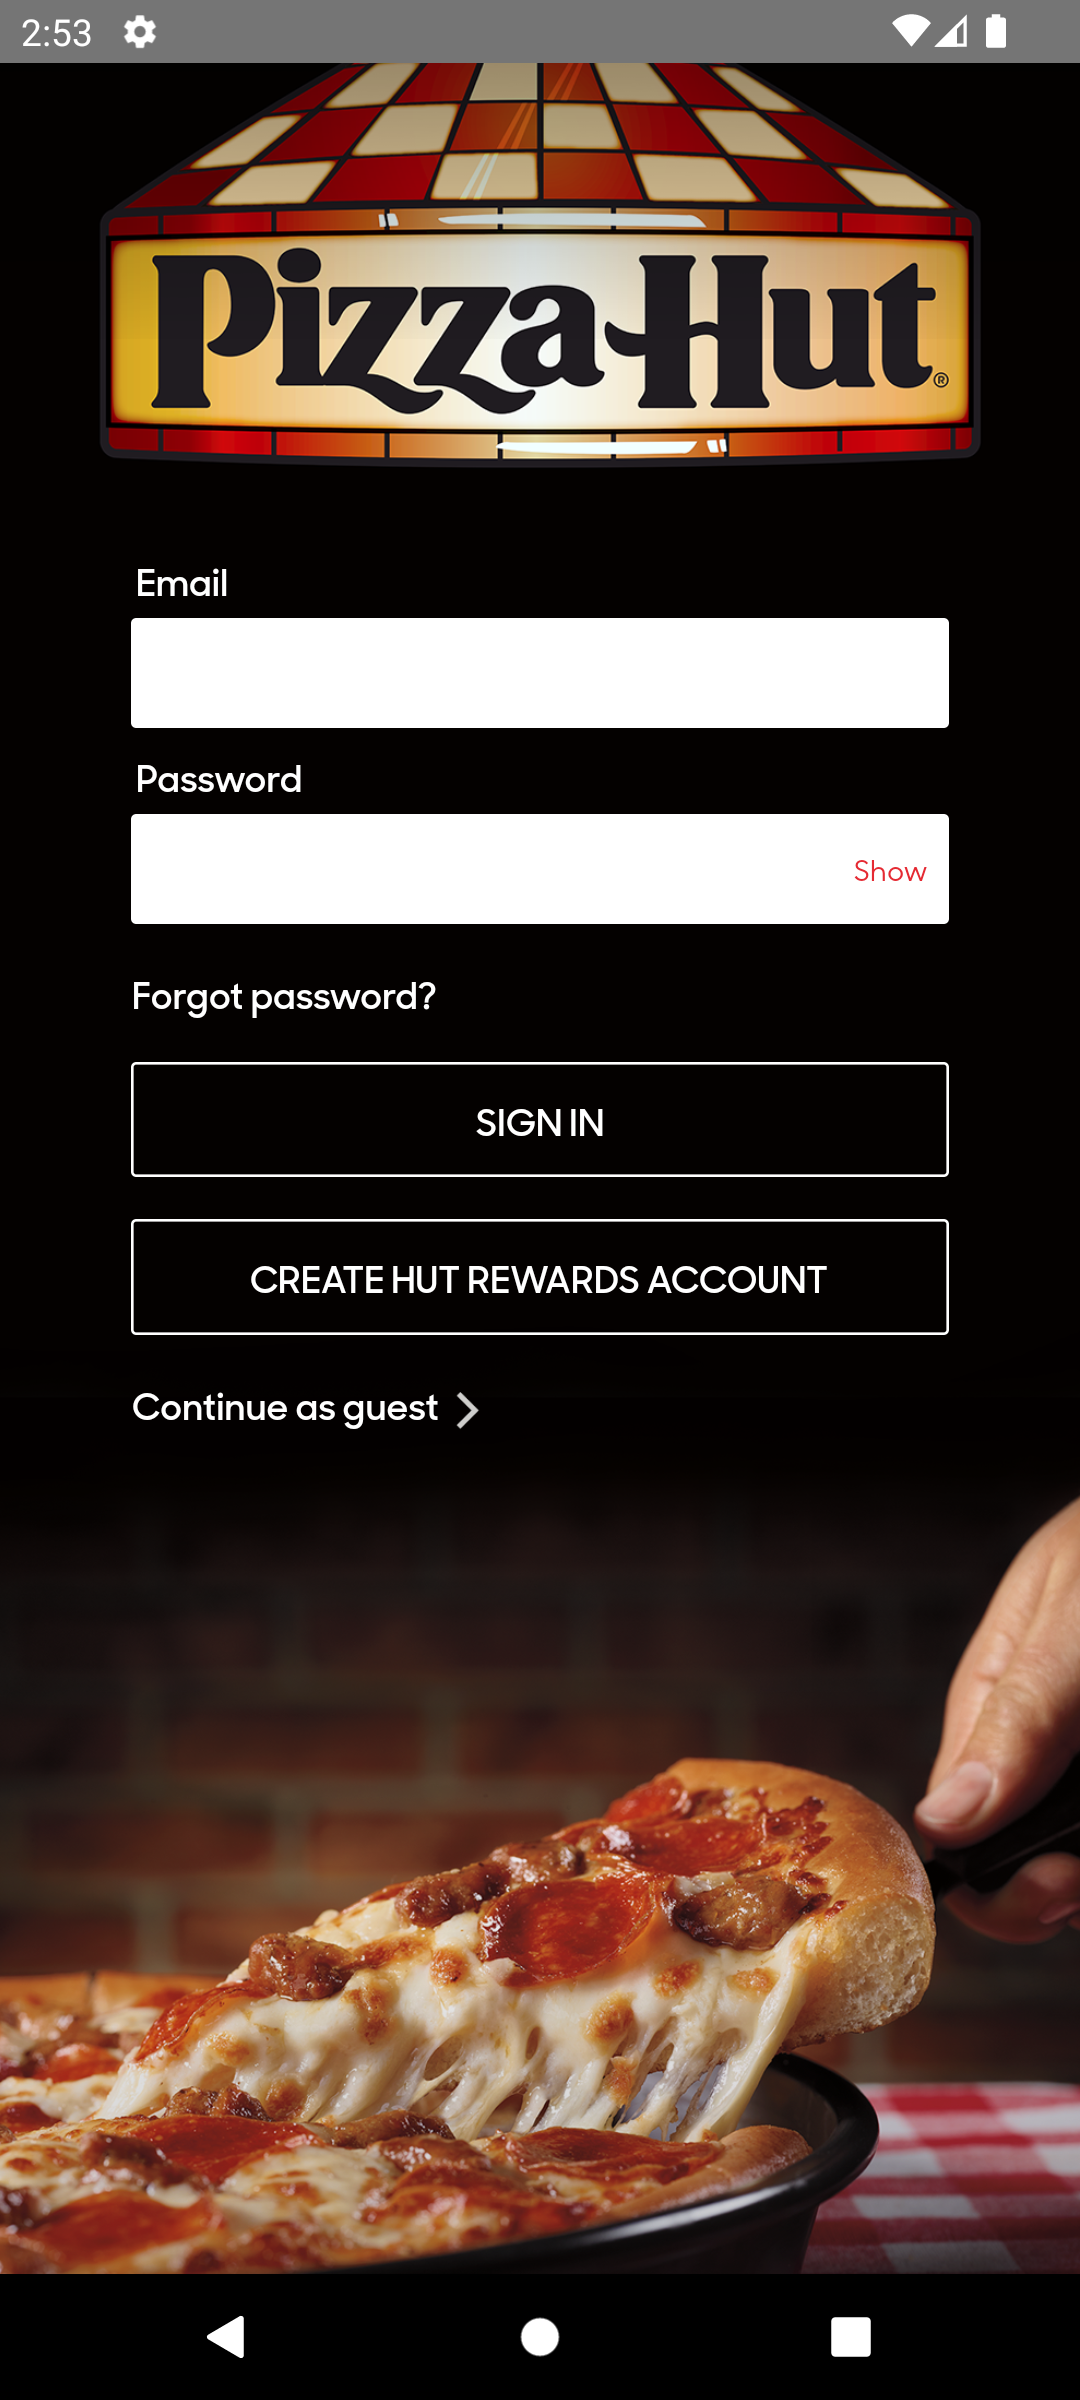 2:53
Pizza Hut®
Email
Password
Show
Forgot password?
SIGN IN
CREATE HUT REWARDS ACCOUNT
Continue as guest